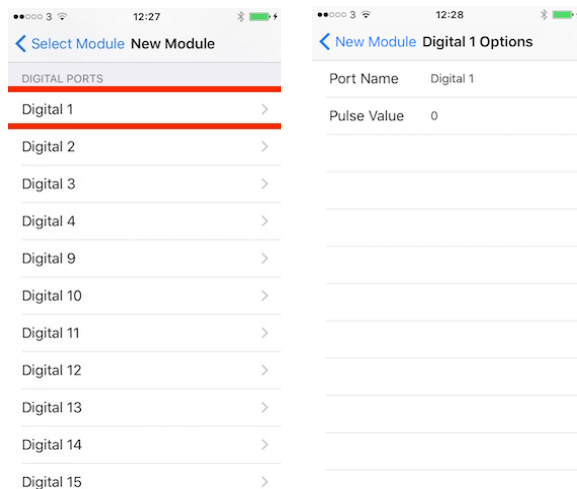 3 12:27
Select Module New Module
DIGITAL PORTS
Digital 1
Digital 2
Digital 3
Digital 4
Digital 9
Digital 10
Digital 11
Digital 12
Digital 13
Digital 14
Digital 15
3 12:28
New Module Digital 1 Options
Port Name Digital 1
Pulse Value 0